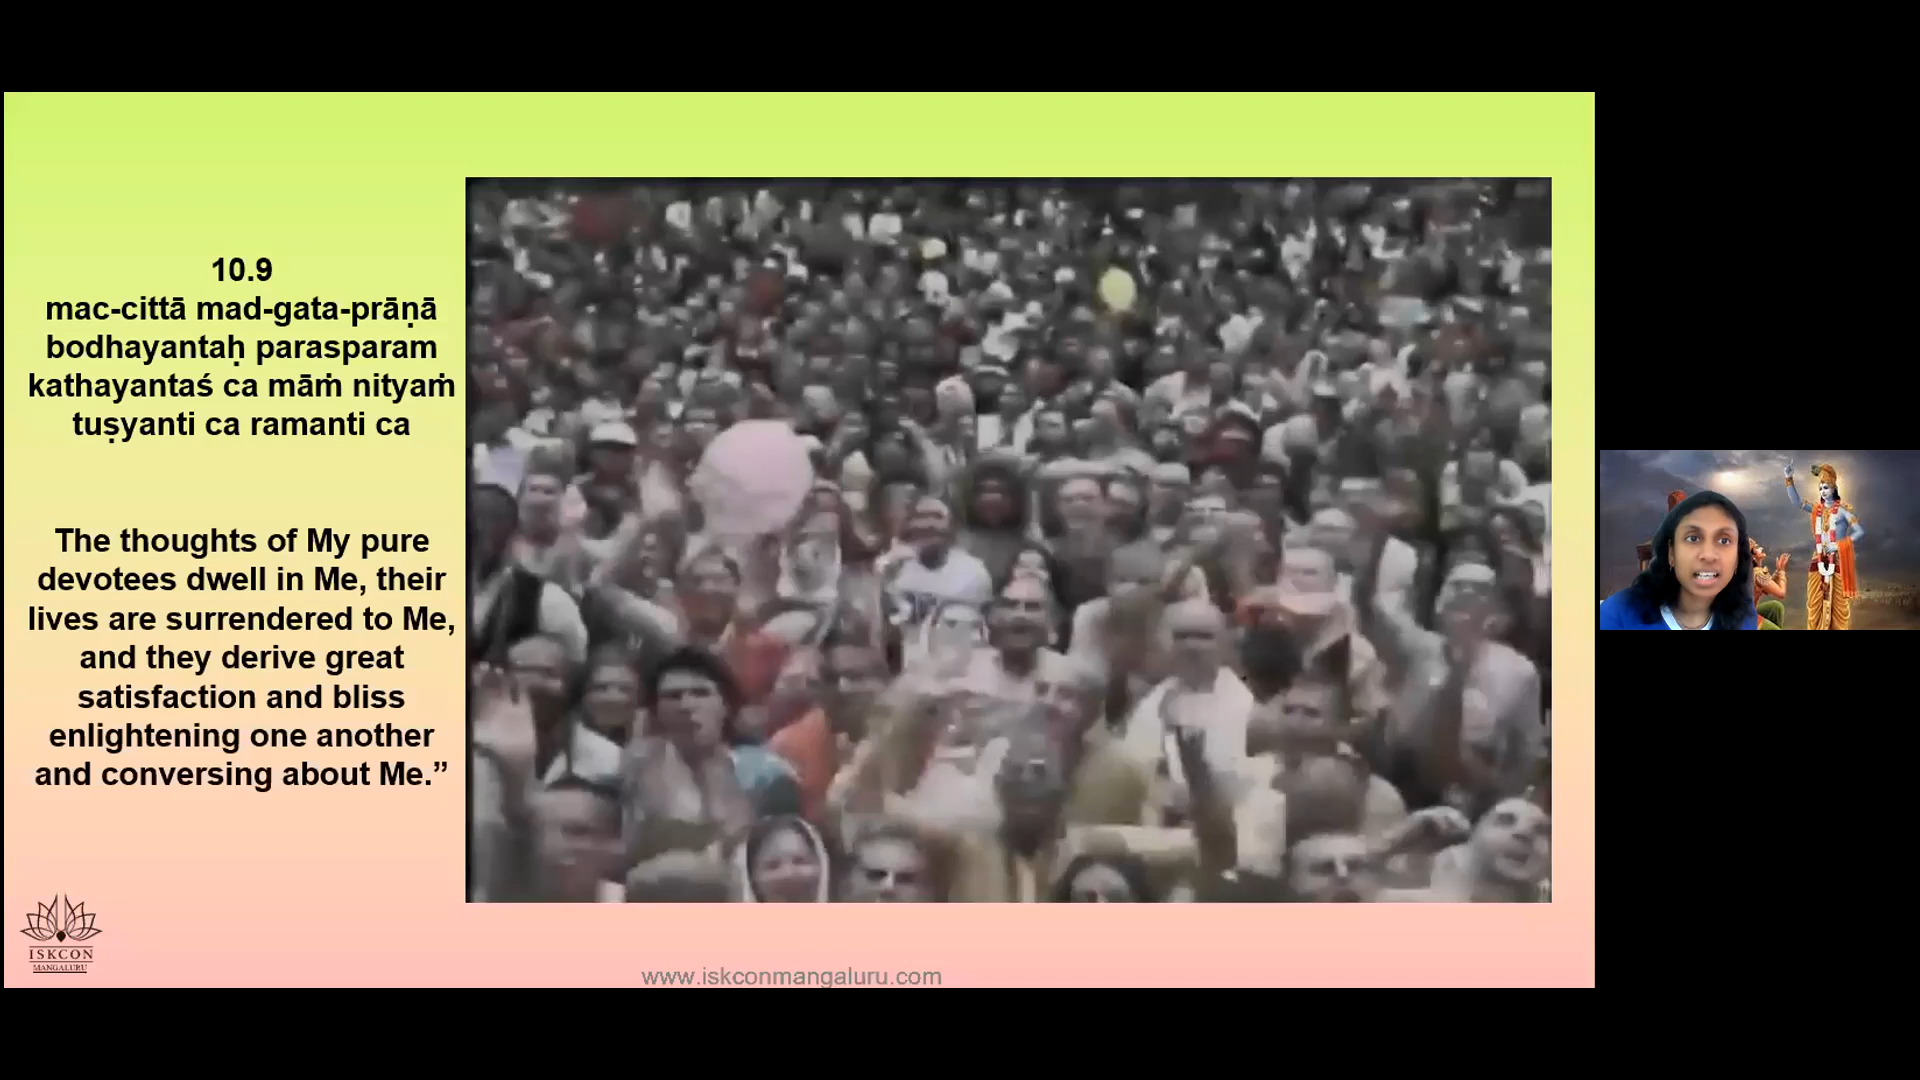 10.9
mac-cittā mad-gata-prāṇā
bodhayantaḥ parasparam
kathayantaś ca māṁ nityaṁ
tuṣyanti ca ramanti ca
The thoughts of My pure
devotees dwell in Me, their
lives are surrendered to Me,
and they derive great
satisfaction and bliss
enlightening one another
and conversing about Me.”
ISKCON
MANGALURU
www.iskconmangaluru.com